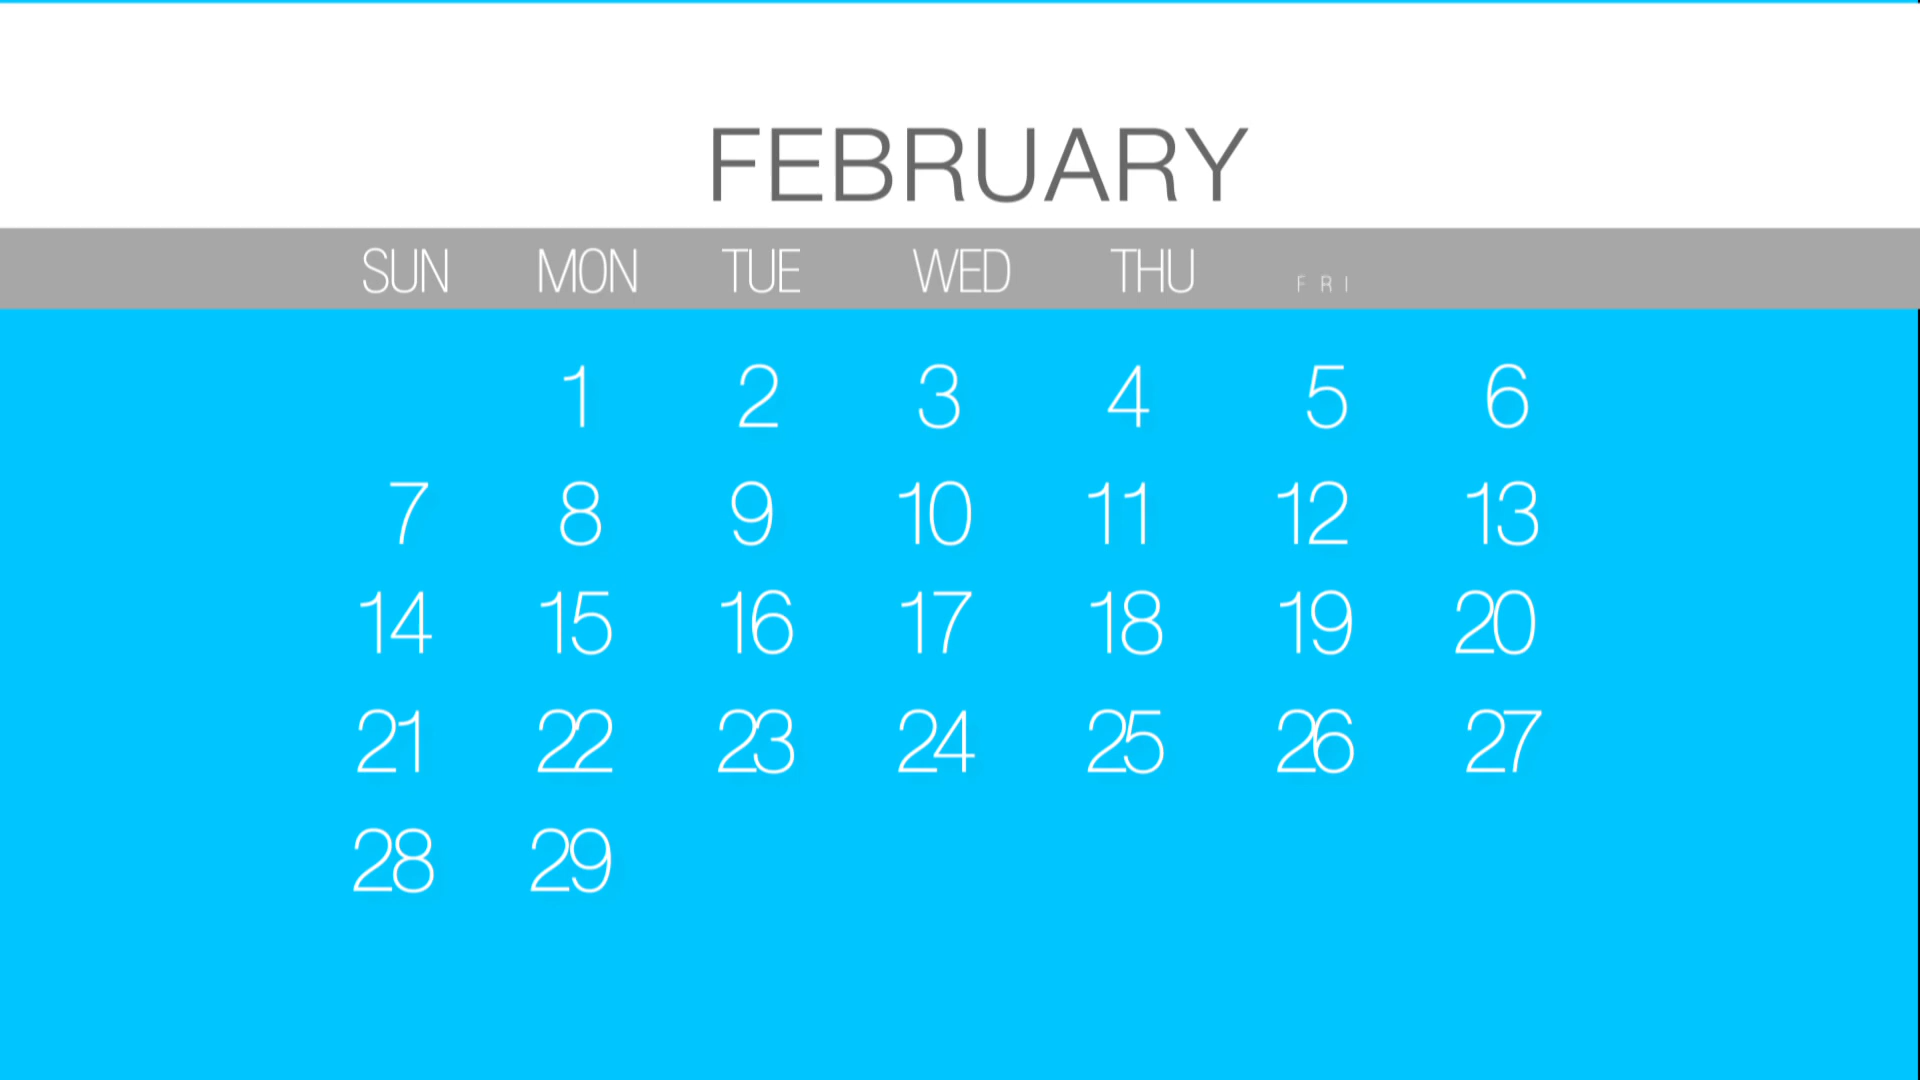 FEBRUARY
SUN MON TUE WED THU FRI
1 2 3 4 5 6
7 8 9 10 11 12 13
14 15 16 17 18 19 20
21 22 23 24 25 26 27
28 29